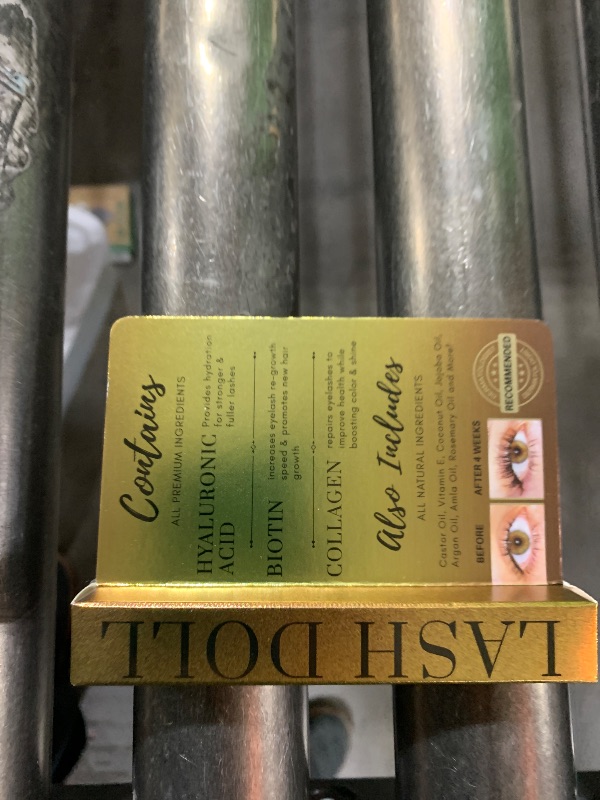 Contains
ALL PREMIUM INGREDIENTS
HYALURONIC
ACID
Provides hydration
for stronger &
fuller lashes
BIOTIN
increases eyelash re-growth
speed & promotes new hair
growth
COLLAGEN
repairs eyelashes to
improve health while
boosting color & shine
Also Includes
ALL NATURAL INGREDIENTS
Castor Oil, Vitamin E, Coconut Oil, Jojoba Oil,
Argan Oil, Amla Oil, Rosemary Oil and More!
BEFORE
AFTER 4 WEEKS
RECOMMENDED
LASH DOLL